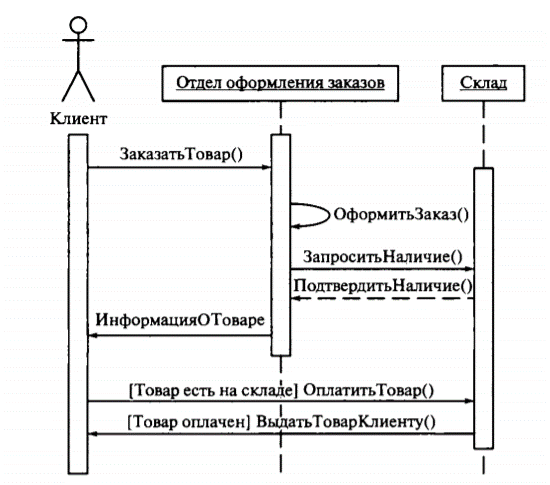 Отдел оформления заказов
Склад
Клиент
ЗаказатьТовар()
ОформитьЗаказ()
ЗапроситьНаличие()
ПодтвердитьНаличие()
ИнформацияОТоваре
[Товар есть на складе] ОплатитьТовар()
[Товар оплачен] ВыдатьТоварКлиенту()